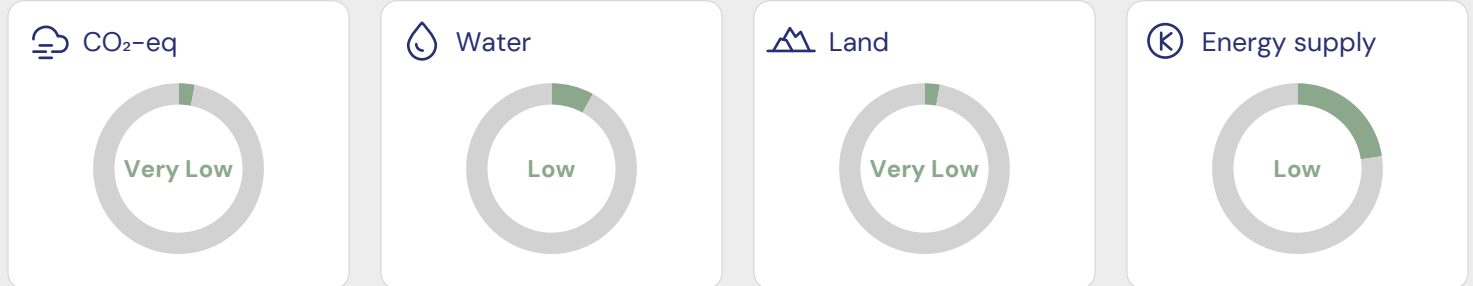 CO₂-eq
Very Low
Water
Low
Land
Very Low
Energy supply
Low